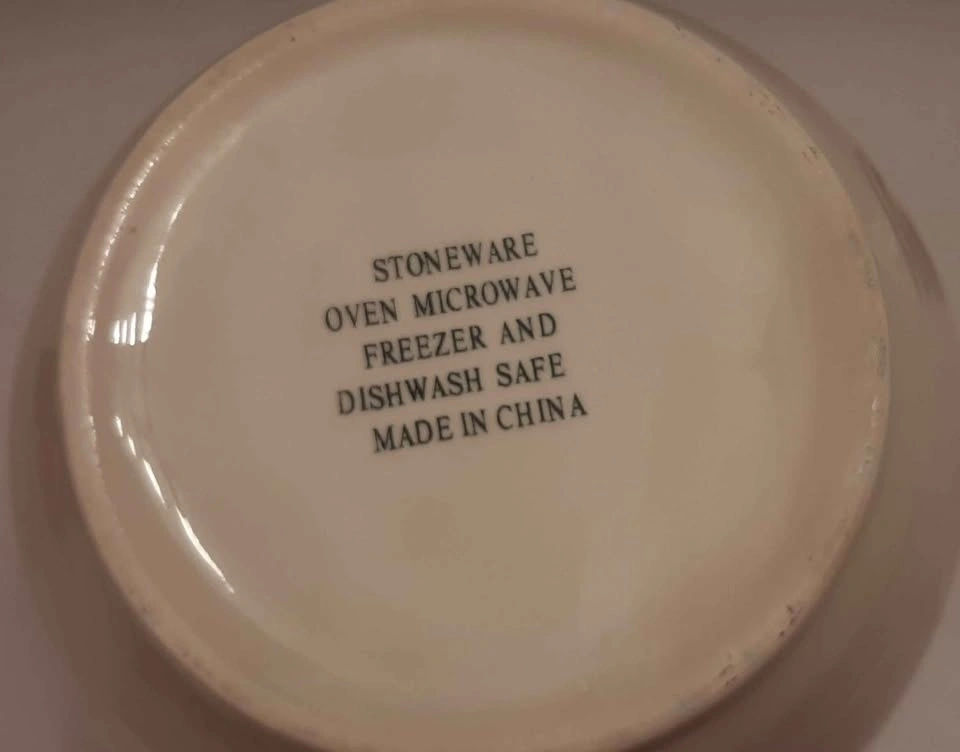 STONEWARE
OVEN MICROWAVE
FREEZER AND
DISHWASH SAFE
MADE IN CHINA